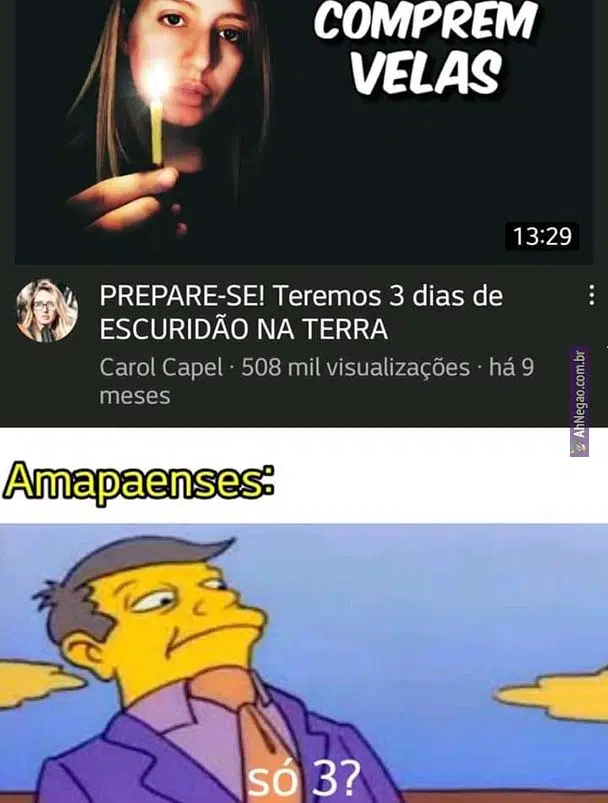 COMPREM
VELAS
13:29
PREPARE-SE! Teremos 3 dias de
ESCURIDÃO NA TERRA
Carol Capel · 508 mil visualizações · há 9
meses
AhNegao.com.br
Amapaenses:
só 3?